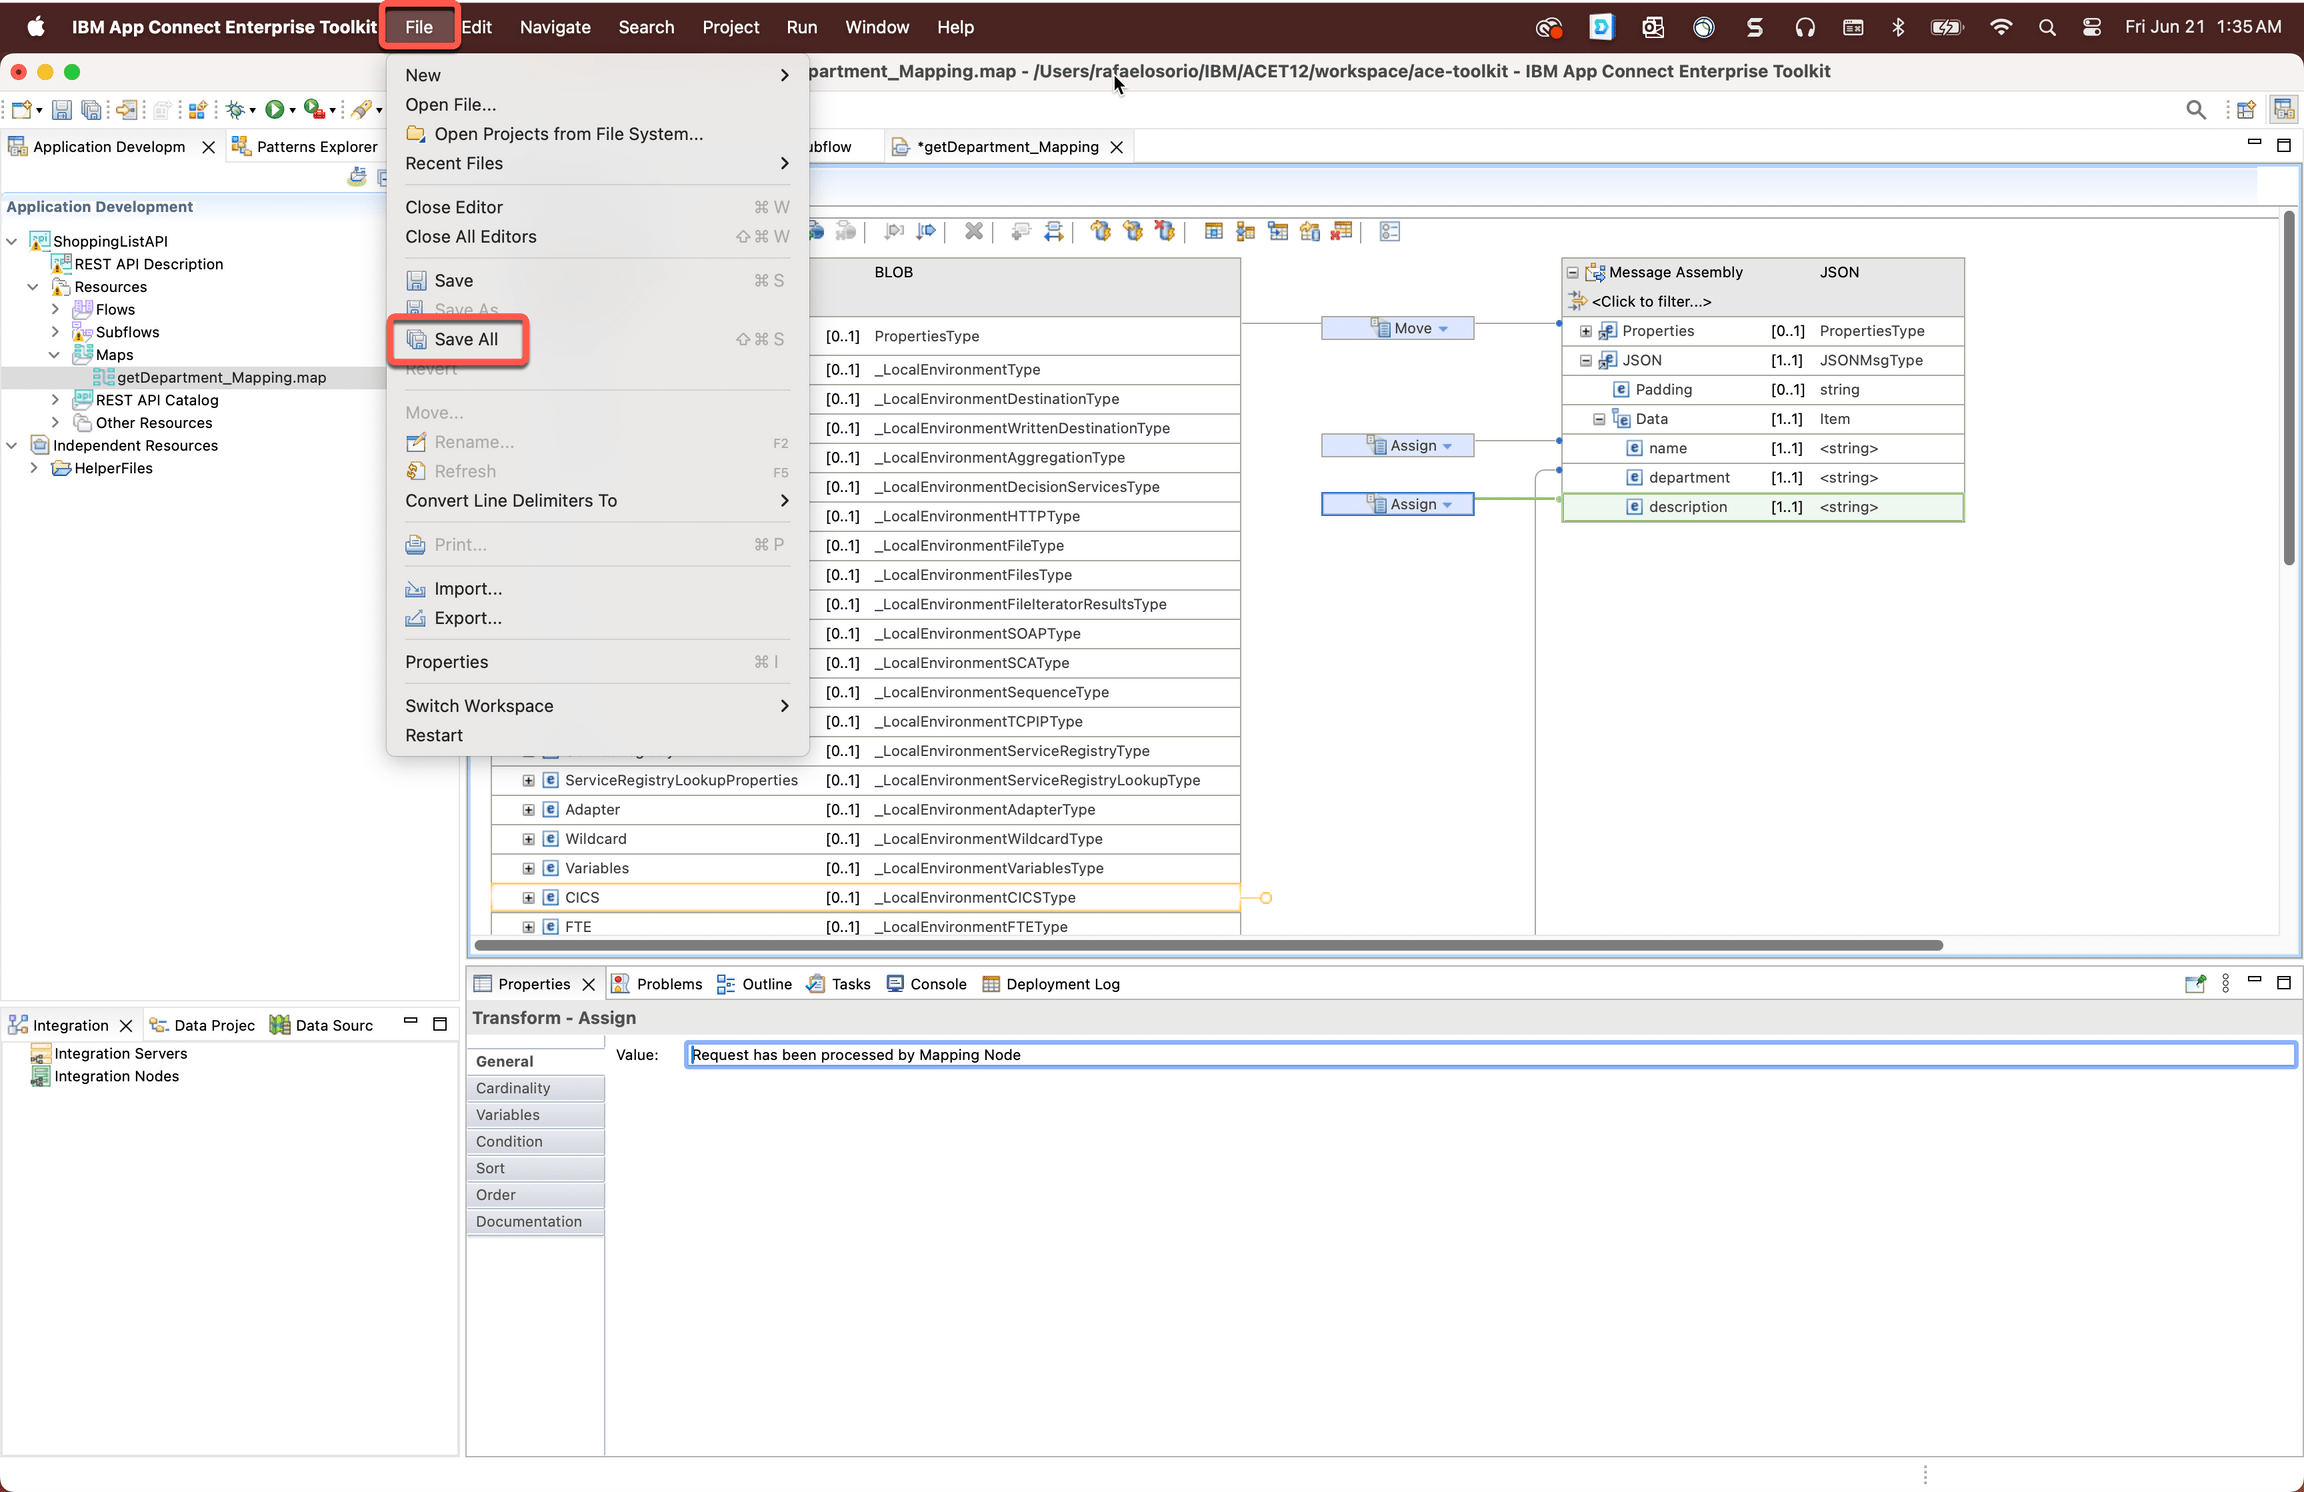 IBM App Connect Enterprise Toolkit File Edit Navigate Search Project Run Window Help Fri Jun 21 1:35 AM
partment_Mapping.map - /Users/rafaelosorio/IBM/ACET12/workspace/ace-toolkit - IBM App Connect Enterprise Toolkit
New
Open File...
Open Projects from File System...
Recent Files
Close Editor ⌘ W
Close All Editors ⇧ ⌘ W
Save ⌘ S
Save As
Save All ⇧ ⌘ S
Revert
Move...
Rename... F2
Refresh F5
Convert Line Delimiters To
Print... ⌘ P
Import...
Export...
Properties ⌘ I
Switch Workspace
Restart
Application Developm Patterns Explorer
Application Development
ShoppingListAPI
REST API Description
Resources
Flows
Subflows
Maps
getDepartment_Mapping.map
REST API Catalog
Other Resources
Independent Resources
HelperFiles
bflow *getDepartment_Mapping
BLOB
[0..1] PropertiesType
[0..1] _LocalEnvironmentType
[0..1] _LocalEnvironmentDestinationType
[0..1] _LocalEnvironmentWrittenDestinationType
[0..1] _LocalEnvironmentAggregationType
[0..1] _LocalEnvironmentDecisionServicesType
[0..1] _LocalEnvironmentHTTPType
[0..1] _LocalEnvironmentFileType
[0..1] _LocalEnvironmentFilesType
[0..1] _LocalEnvironmentFileIteratorResultsType
[0..1] _LocalEnvironmentSOAPType
[0..1] _LocalEnvironmentSCAType
[0..1] _LocalEnvironmentSequenceType
[0..1] _LocalEnvironmentTCPIPType
[0..1] _LocalEnvironmentServiceRegistryType
ServiceRegistryLookupProperties [0..1] _LocalEnvironmentServiceRegistryLookupType
Adapter [0..1] _LocalEnvironmentAdapterType
Wildcard [0..1] _LocalEnvironmentWildcardType
Variables [0..1] _LocalEnvironmentVariablesType
CICS [0..1] _LocalEnvironmentCICSType
FTE [0..1] _LocalEnvironmentFTEType
Move
Assign
Assign
Message Assembly JSON
<Click to filter...>
Properties [0..1] PropertiesType
JSON [1..1] JSONMsgType
Padding [0..1] string
Data [1..1] Item
name [1..1] <string>
department [1..1] <string>
description [1..1] <string>
Integration Data Projec Data Sourc
Integration Servers
Integration Nodes
Properties Problems Outline Tasks Console Deployment Log
Transform - Assign
General
Cardinality
Variables
Condition
Sort
Order
Documentation
Value: Request has been processed by Mapping Node